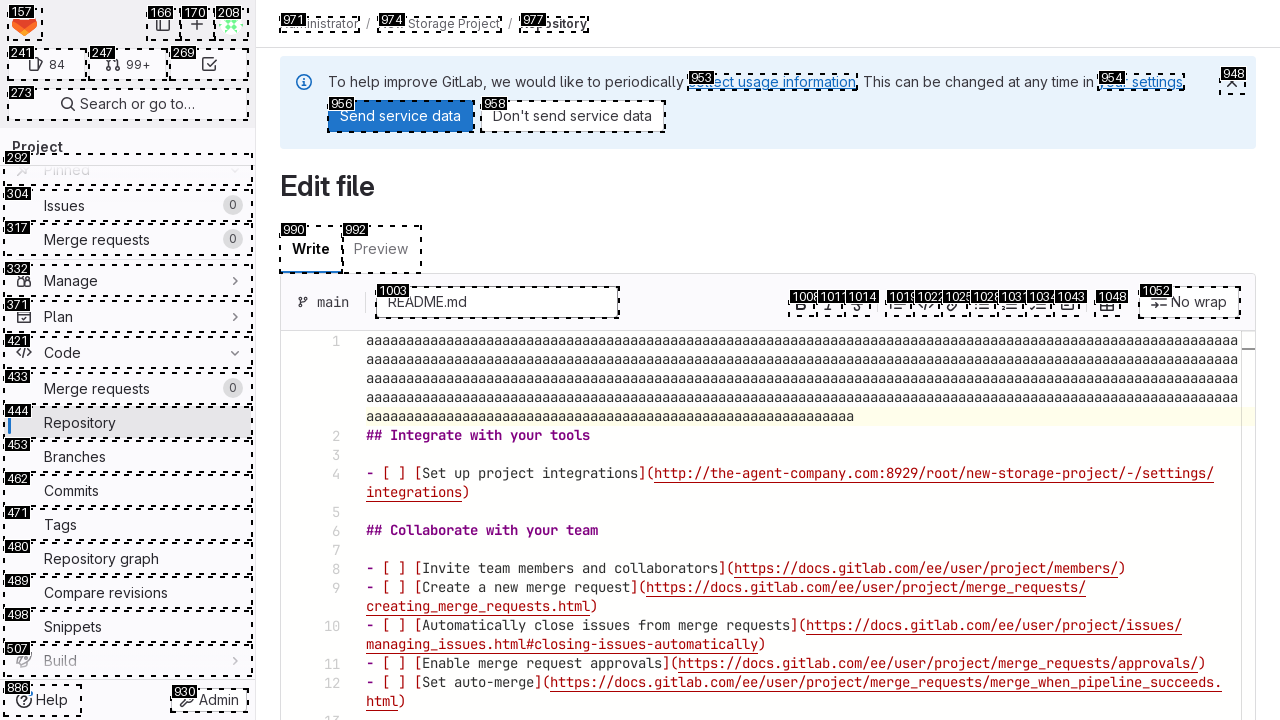 157 166 170 208
241 84 247 99+ 269
273 Search or go to…
Project
292 Pinned
304 Issues 0
317 Merge requests 0
332 Manage
371 Plan
421 Code
433 Merge requests 0
444 Repository
453 Branches
462 Commits
471 Tags
480 Repository graph
489 Compare revisions
498 Snippets
507 Build
886 Help 930 Admin
971 Administrator / 974 Storage Project / 977 Repository
To help improve GitLab, we would like to periodically 953 collect usage information. This can be changed at any time in 954 your settings. 948
956 Send service data 958 Don't send service data
Edit file
990 Write 992 Preview
main 1003 README.md 1008 1011 1014 1019 1022 1025 1028 1031 1034 1043 1048 1052 No wrap
1
2 ## Integrate with your tools
3
4 - [ ] [Set up project integrations](http://the-agent-company.com:8929/root/new-storage-project/-/settings/
integrations)
5
6 ## Collaborate with your team
7
8 - [ ] [Invite team members and collaborators](https://docs.gitlab.com/ee/user/project/members/)
9 - [ ] [Create a new merge request](https://docs.gitlab.com/ee/user/project/merge_requests/
creating_merge_requests.html)
10 - [ ] [Automatically close issues from merge requests](https://docs.gitlab.com/ee/user/project/issues/
managing_issues.html#closing-issues-automatically)
11 - [ ] [Enable merge request approvals](https://docs.gitlab.com/ee/user/project/merge_requests/approvals/)
12 - [ ] [Set auto-merge](https://docs.gitlab.com/ee/user/project/merge_requests/merge_when_pipeline_succeeds.
html)
13